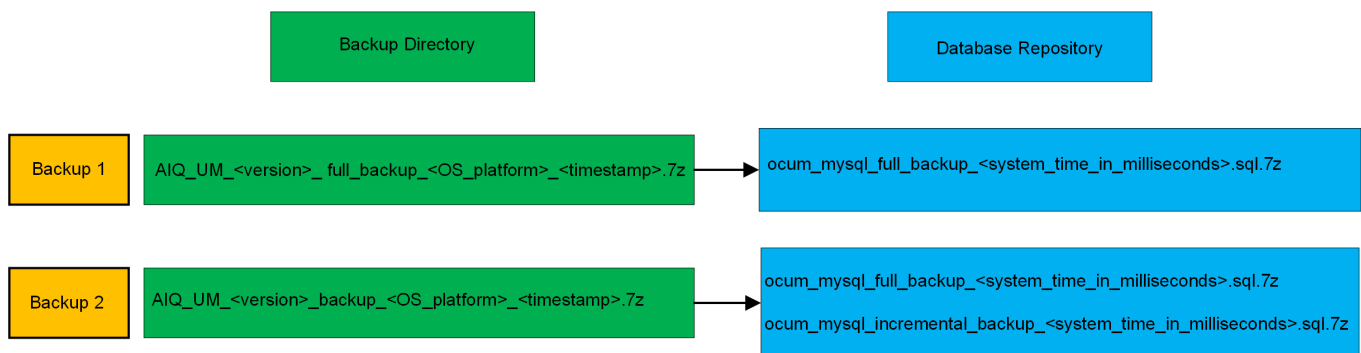 Backup Directory
Database Repository
Backup 1
AIQ_UM_<version>_ full_backup_<OS_platform>_<timestamp>.7z
ocum_mysql_full_backup_<system_time_in_milliseconds>.sql.7z
Backup 2
AIQ_UM_<version>_backup_<OS_platform>_<timestamp>.7z
ocum_mysql_full_backup_<system_time_in_milliseconds>.sql.7z
ocum_mysql_incremental_backup_<system_time_in_milliseconds>.sql.7z